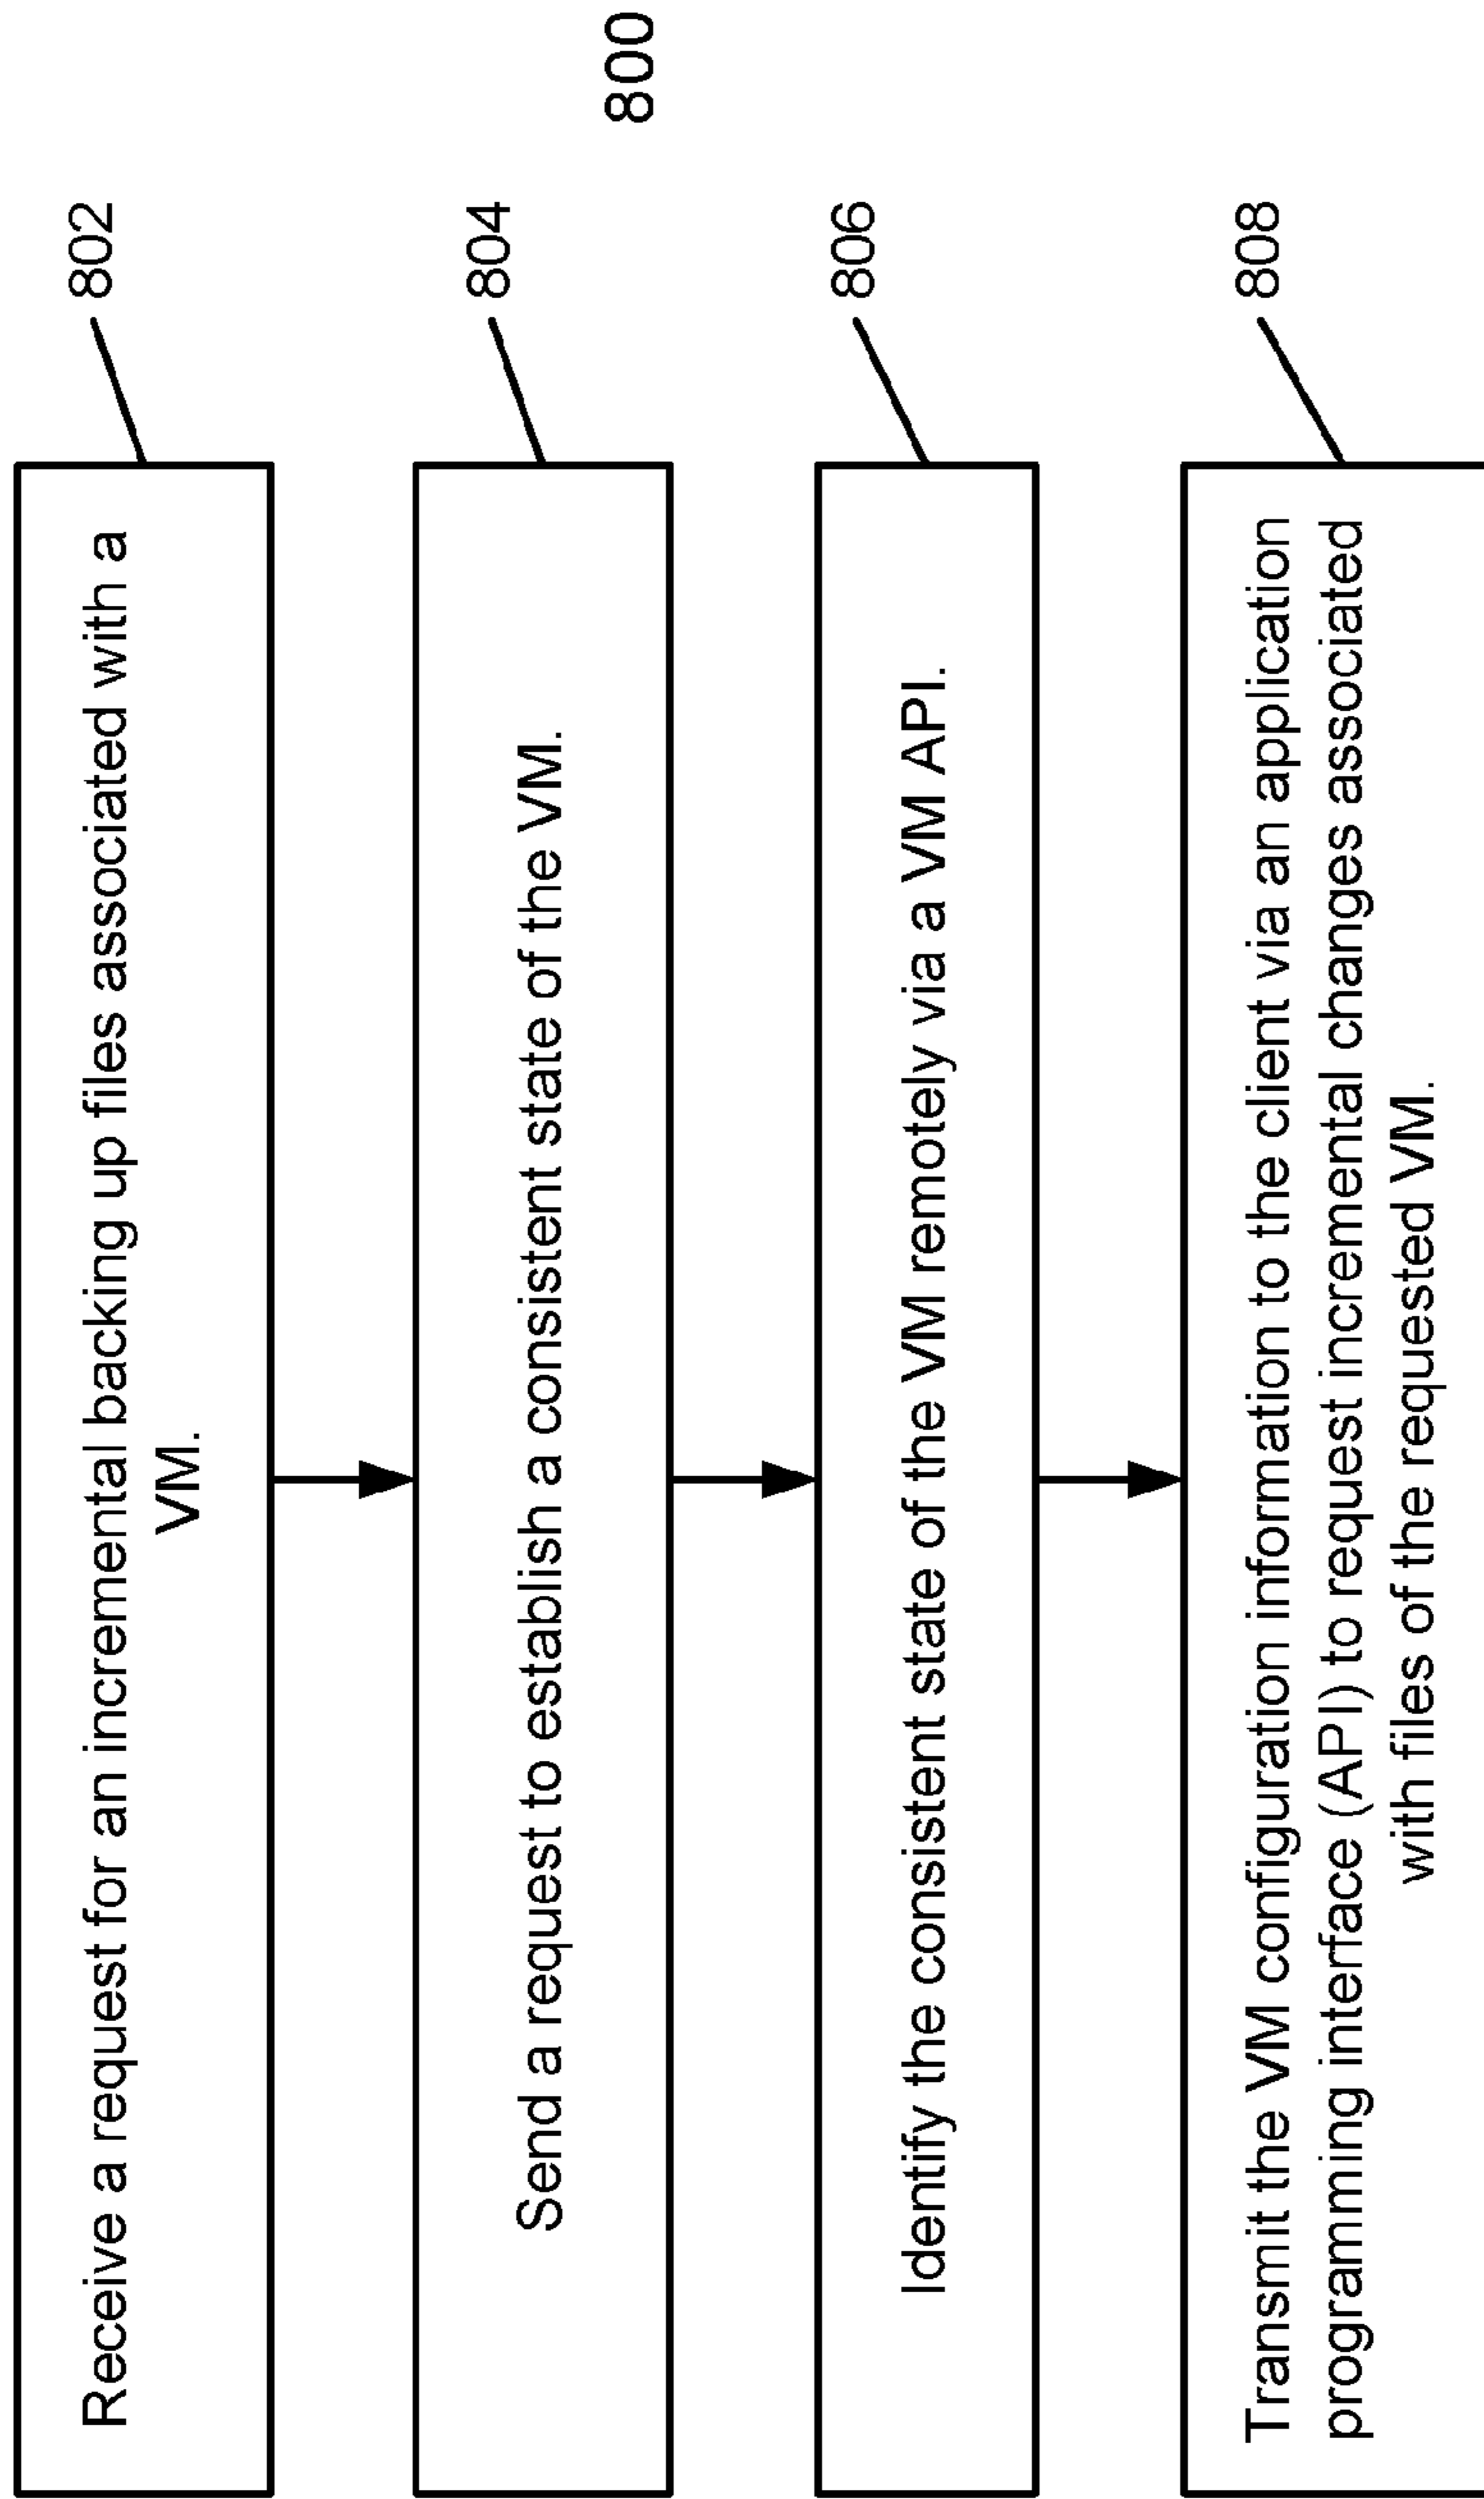 802
Receive a request for an incremental backing up files associated with a
VM.
804
Send a request to establish a consistent state of the VM.
800
806
Identify the consistent state of the VM remotely via a VM API.
808
Transmit the VM configuration information to the client via an application
programming interface (API) to request incremental changes associated
with files of the requested VM.